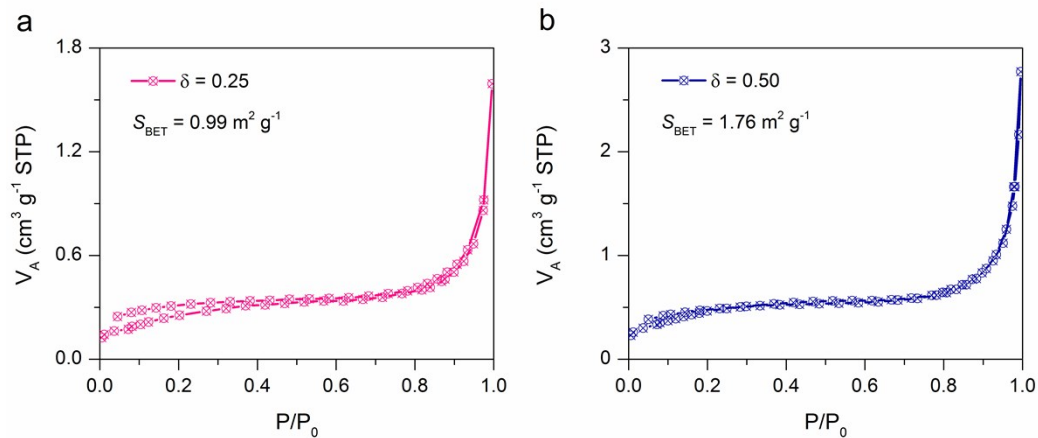 a
1.8
1.2
0.6
0.0
V_A (cm³ g⁻¹ STP)
δ = 0.25
S_BET = 0.99 m² g⁻¹
0.0 0.2 0.4 0.6 0.8 1.0
P/P₀
b
3
2
1
0
V_A (cm³ g⁻¹ STP)
δ = 0.50
S_BET = 1.76 m² g⁻¹
0.0 0.2 0.4 0.6 0.8 1.0
P/P₀